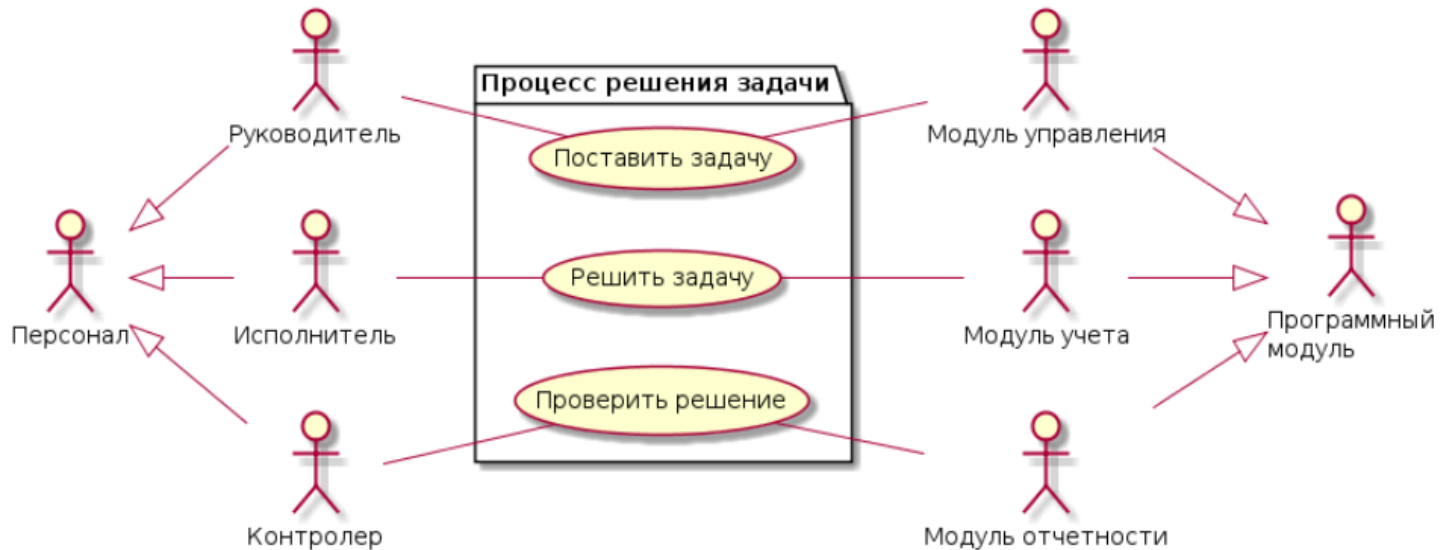 Процесс решения задачи
Руководитель
Поставить задачу
Модуль управления
Персонал
Исполнитель
Решить задачу
Модуль учета
Программный
модуль
Проверить решение
Контролер
Модуль отчетности